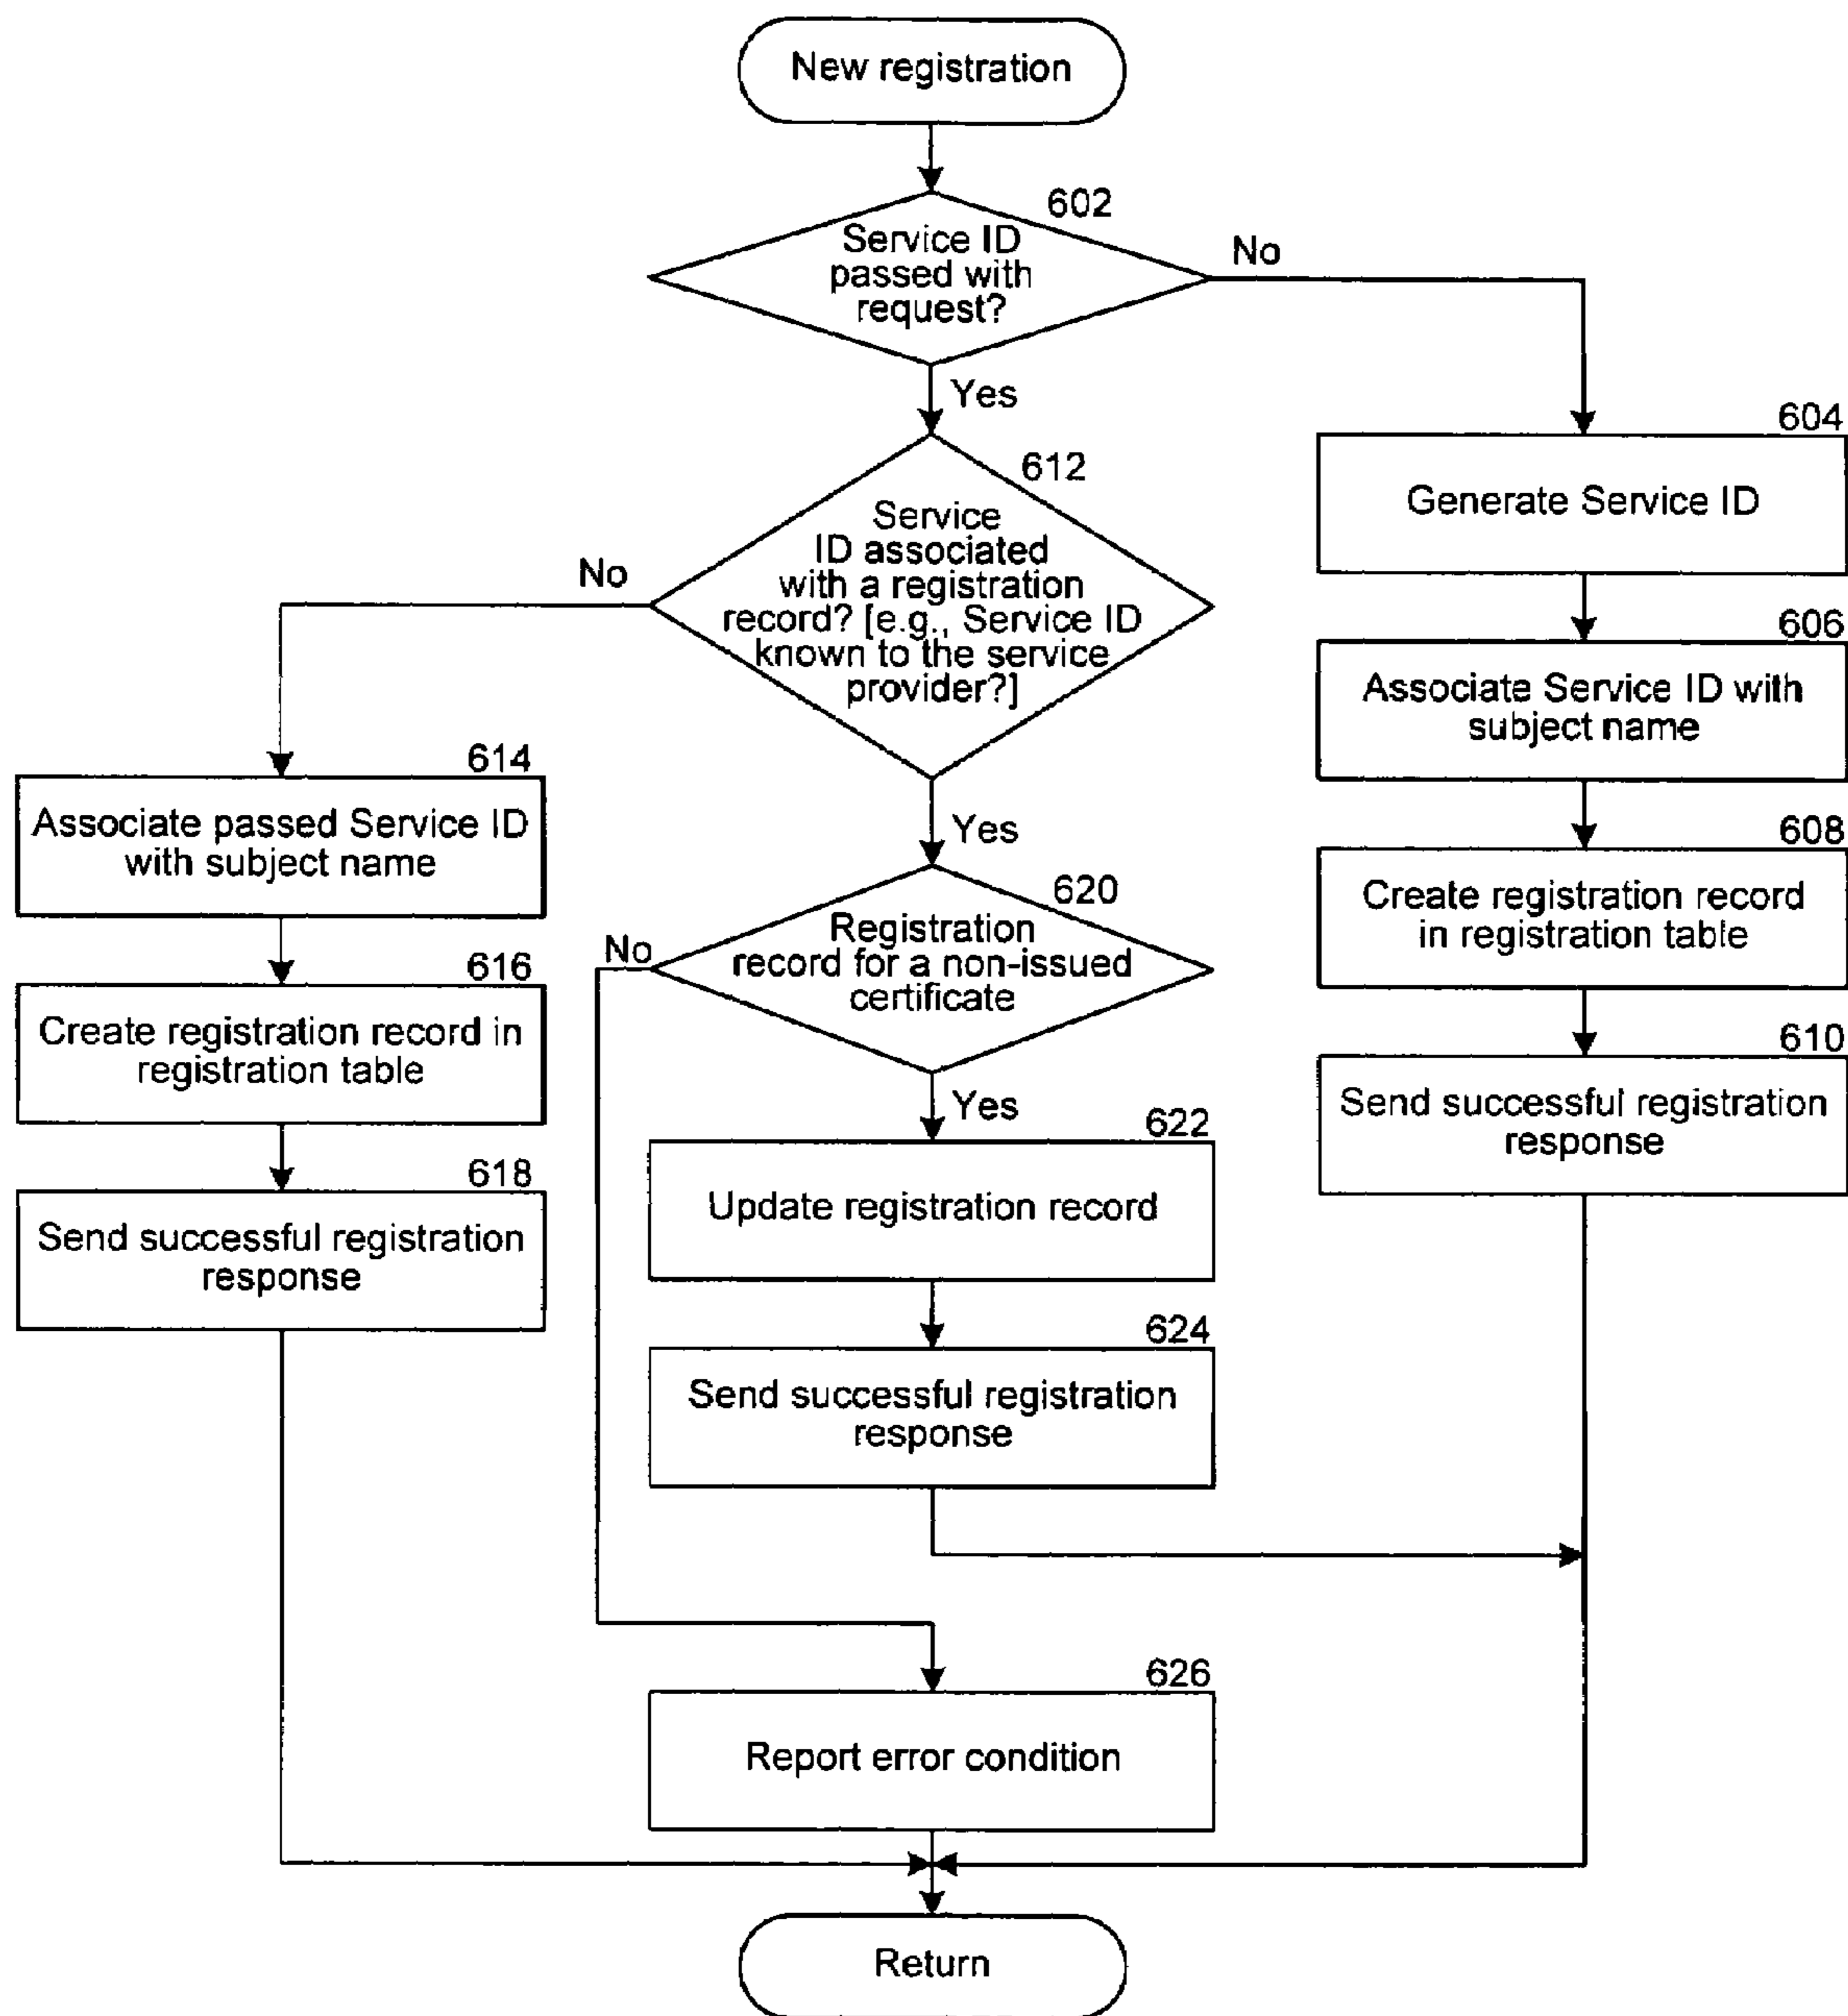 New registration
602
Service ID
passed with
request?
No
Yes
604
Generate Service ID
612
Service
ID associated
with a registration
record? [e.g., Service ID
known to the service
provider?]
No
606
Associate Service ID with
subject name
614
Associate passed Service ID
with subject name
Yes
608
Create registration record
in registration table
620
Registration
record for a non-issued
certificate
No
616
Create registration record in
registration table
610
Send successful registration
response
Yes
622
Update registration record
618
Send successful registration
response
624
Send successful registration
response
626
Report error condition
Return